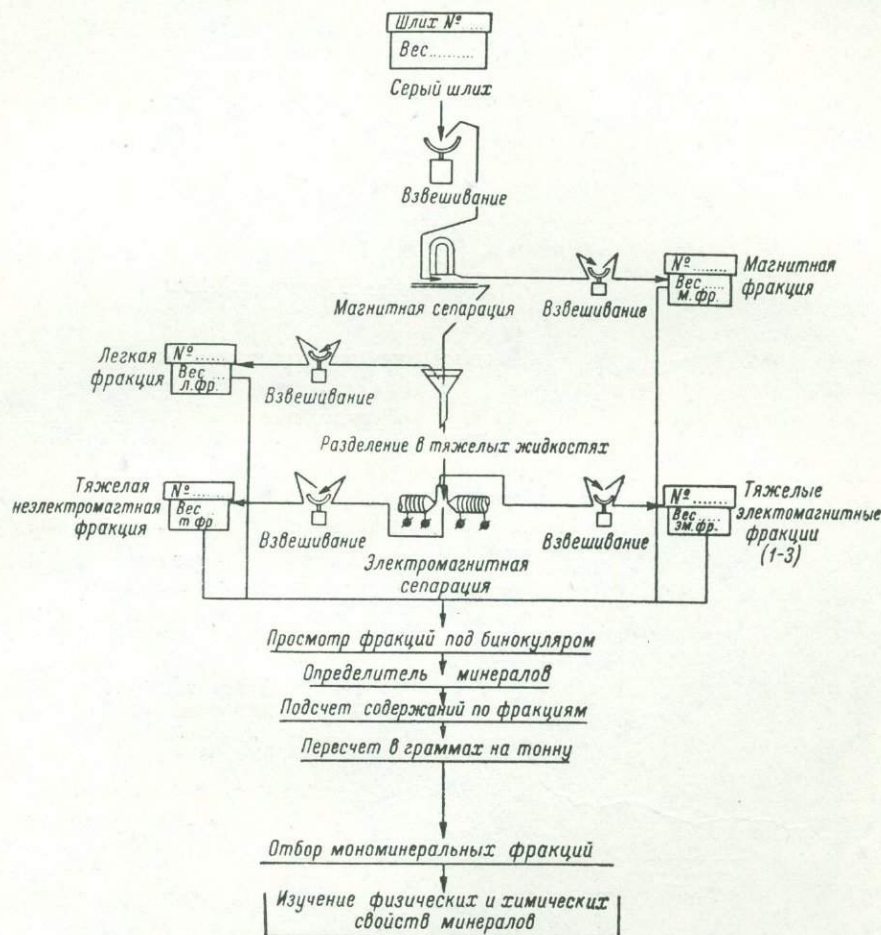 Шлих №....
Вес..........
Серый шлих
Взвешивание
Магнитная сепарация
Взвешивание
№........
Вес....
м.фр.
Магнитная
фракция
Легкая
фракция
№......
Вес....
л.фр.
Взвешивание
Разделение в тяжелых жидкостях
Тяжелая
незлектромагтная
фракция
№......
Вес....
т фр
Взвешивание
Электромагнитная
сепарация
Взвешивание
№........
Вес....
эм.фр.
Тяжелые
электомагнитные
фракции
(1-3)
Просмотр фракций под бинокуляром
Определитель минералов
Подсчет содержаний по фракциям
Пересчет в граммах на тонну
Отбор мономинеральных фракций
Изучение физических и химических
свойств минералов